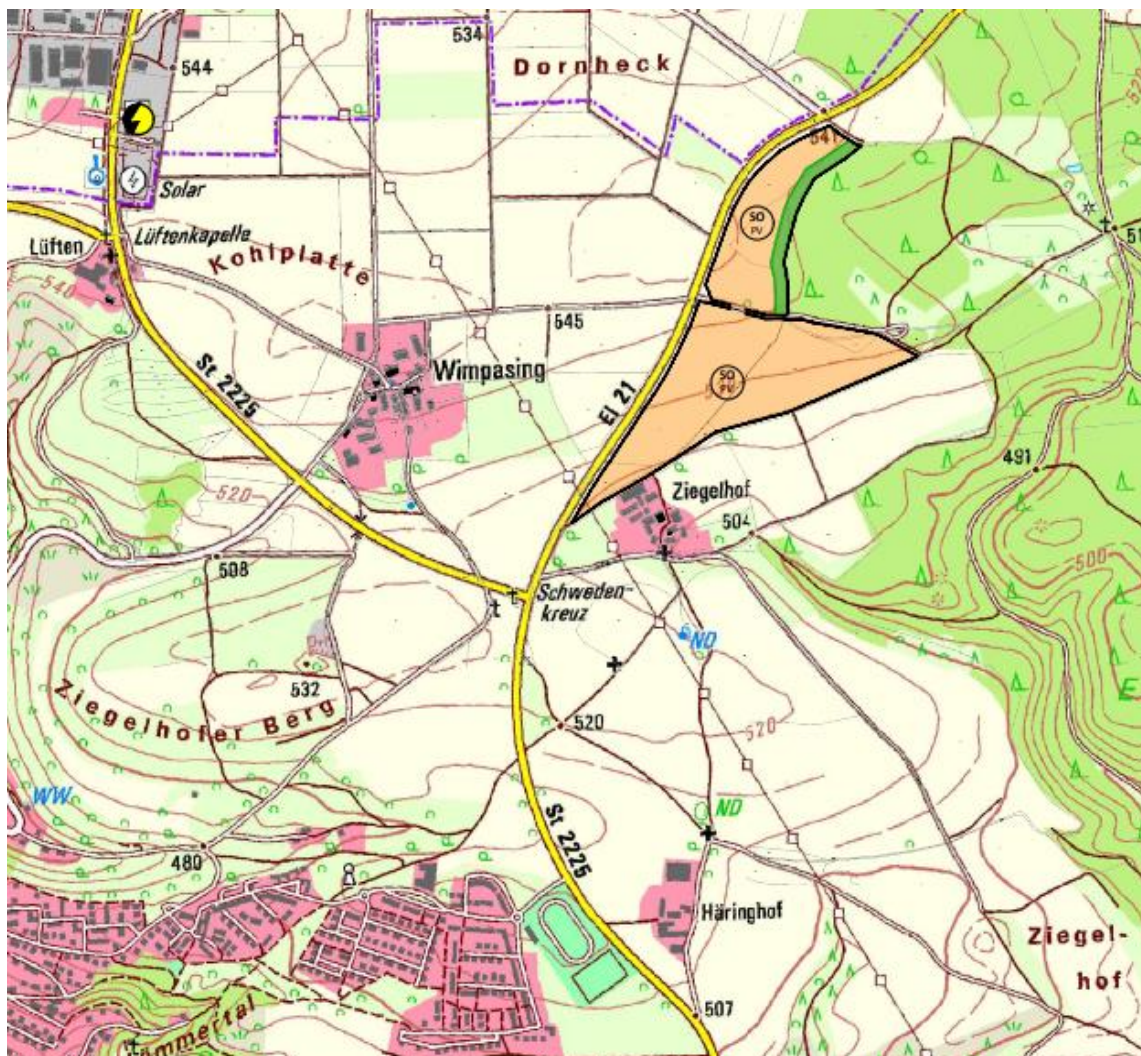 534
Dornheck
544
541
Solar
SO
PV
Lüften
Lüftenkapelle
Kohlplatte
540
545
St 2225
Wimpasing
EI 21
SO
PV
520
491
Ziegelhof
504
508
500
Schweden-
kreuz
ND
532
Ziegelhofer Berg
520
520
WW
ND
St 2225
480
Häringhof
Ziegel-
hof
507